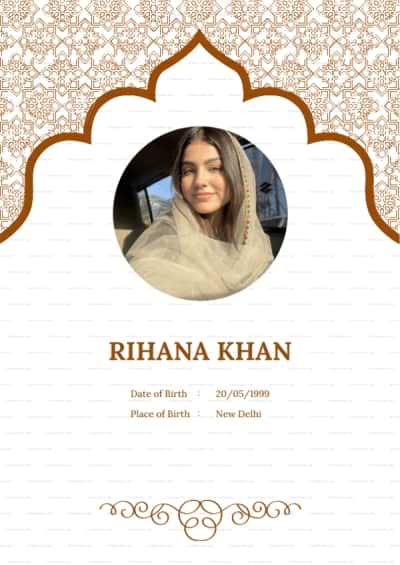 RIHANA KHAN
Date of Birth : 20/05/1999
Place of Birth : New Delhi